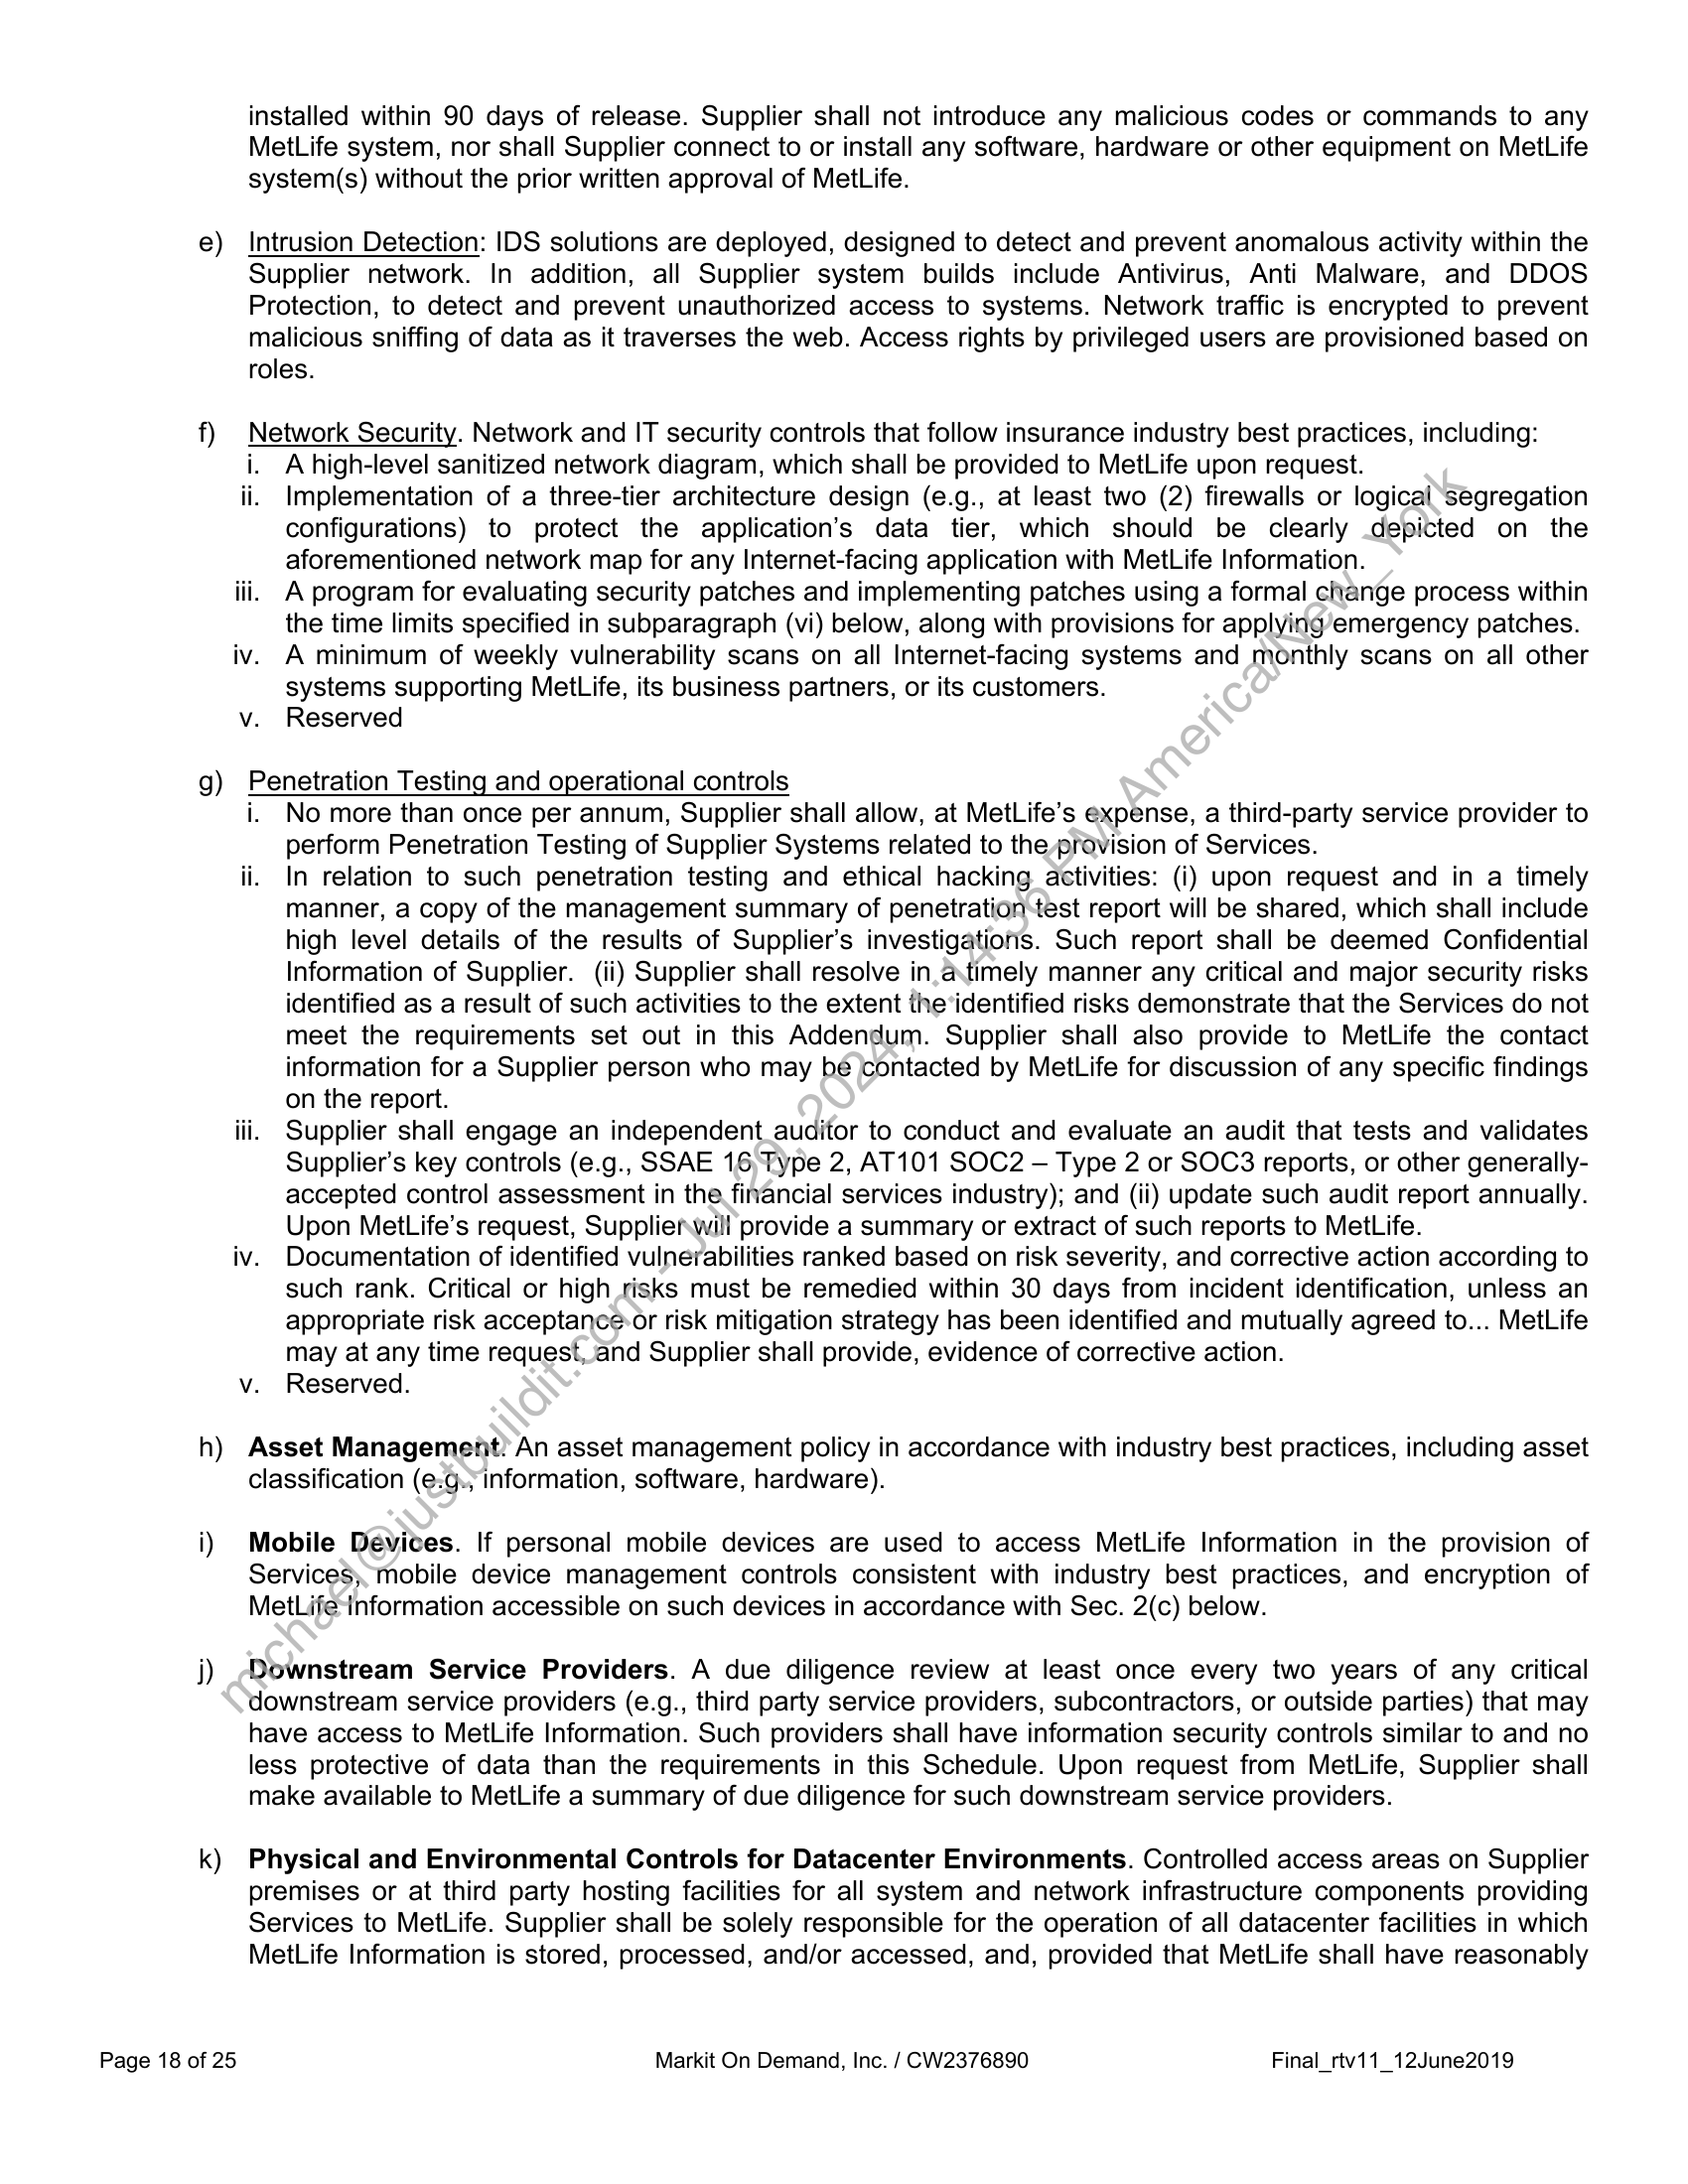 installed within 90 days of release. Supplier shall not introduce any malicious codes or commands to any
MetLife system, nor shall Supplier connect to or install any software, hardware or other equipment on MetLife
system(s) without the prior written approval of MetLife.
e) Intrusion Detection: IDS solutions are deployed, designed to detect and prevent anomalous activity within the
Supplier network. In addition, all Supplier system builds include Antivirus, Anti Malware, and DDOS
Protection, to detect and prevent unauthorized access to systems. Network traffic is encrypted to prevent
malicious sniffing of data as it traverses the web. Access rights by privileged users are provisioned based on
roles.
f) Network Security. Network and IT security controls that follow insurance industry best practices, including:
i. A high-level sanitized network diagram, which shall be provided to MetLife upon request.
ii. Implementation of a three-tier architecture design (e.g., at least two (2) firewalls or logical segregation
configurations) to protect the application’s data tier, which should be clearly depicted on the
aforementioned network map for any Internet-facing application with MetLife Information.
iii. A program for evaluating security patches and implementing patches using a formal change process within
the time limits specified in subparagraph (vi) below, along with provisions for applying emergency patches.
iv. A minimum of weekly vulnerability scans on all Internet-facing systems and monthly scans on all other
systems supporting MetLife, its business partners, or its customers.
v. Reserved
g) Penetration Testing and operational controls
i. No more than once per annum, Supplier shall allow, at MetLife’s expense, a third-party service provider to
perform Penetration Testing of Supplier Systems related to the provision of Services.
ii. In relation to such penetration testing and ethical hacking activities: (i) upon request and in a timely
manner, a copy of the management summary of penetration test report will be shared, which shall include
high level details of the results of Supplier’s investigations. Such report shall be deemed Confidential
Information of Supplier. (ii) Supplier shall resolve in a timely manner any critical and major security risks
identified as a result of such activities to the extent the identified risks demonstrate that the Services do not
meet the requirements set out in this Addendum. Supplier shall also provide to MetLife the contact
information for a Supplier person who may be contacted by MetLife for discussion of any specific findings
on the report.
iii. Supplier shall engage an independent auditor to conduct and evaluate an audit that tests and validates
Supplier’s key controls (e.g., SSAE 16 Type 2, AT101 SOC2 – Type 2 or SOC3 reports, or other generally-
accepted control assessment in the financial services industry); and (ii) update such audit report annually.
Upon MetLife’s request, Supplier will provide a summary or extract of such reports to MetLife.
iv. Documentation of identified vulnerabilities ranked based on risk severity, and corrective action according to
such rank. Critical or high risks must be remedied within 30 days from incident identification, unless an
appropriate risk acceptance or risk mitigation strategy has been identified and mutually agreed to... MetLife
may at any time request, and Supplier shall provide, evidence of corrective action.
v. Reserved.
h) Asset Management. An asset management policy in accordance with industry best practices, including asset
classification (e.g., information, software, hardware).
i) Mobile Devices. If personal mobile devices are used to access MetLife Information in the provision of
Services, mobile device management controls consistent with industry best practices, and encryption of
MetLife Information accessible on such devices in accordance with Sec. 2(c) below.
j) Downstream Service Providers. A due diligence review at least once every two years of any critical
downstream service providers (e.g., third party service providers, subcontractors, or outside parties) that may
have access to MetLife Information. Such providers shall have information security controls similar to and no
less protective of data than the requirements in this Schedule. Upon request from MetLife, Supplier shall
make available to MetLife a summary of due diligence for such downstream service providers.
k) Physical and Environmental Controls for Datacenter Environments. Controlled access areas on Supplier
premises or at third party hosting facilities for all system and network infrastructure components providing
Services to MetLife. Supplier shall be solely responsible for the operation of all datacenter facilities in which
MetLife Information is stored, processed, and/or accessed, and, provided that MetLife shall have reasonably
michael@justbuildit.com - Jul 29, 2024, 1:14:36 PM America/New_York
Page 18 of 25 Markit On Demand, Inc. / CW2376890 Final_rtv11_12June2019